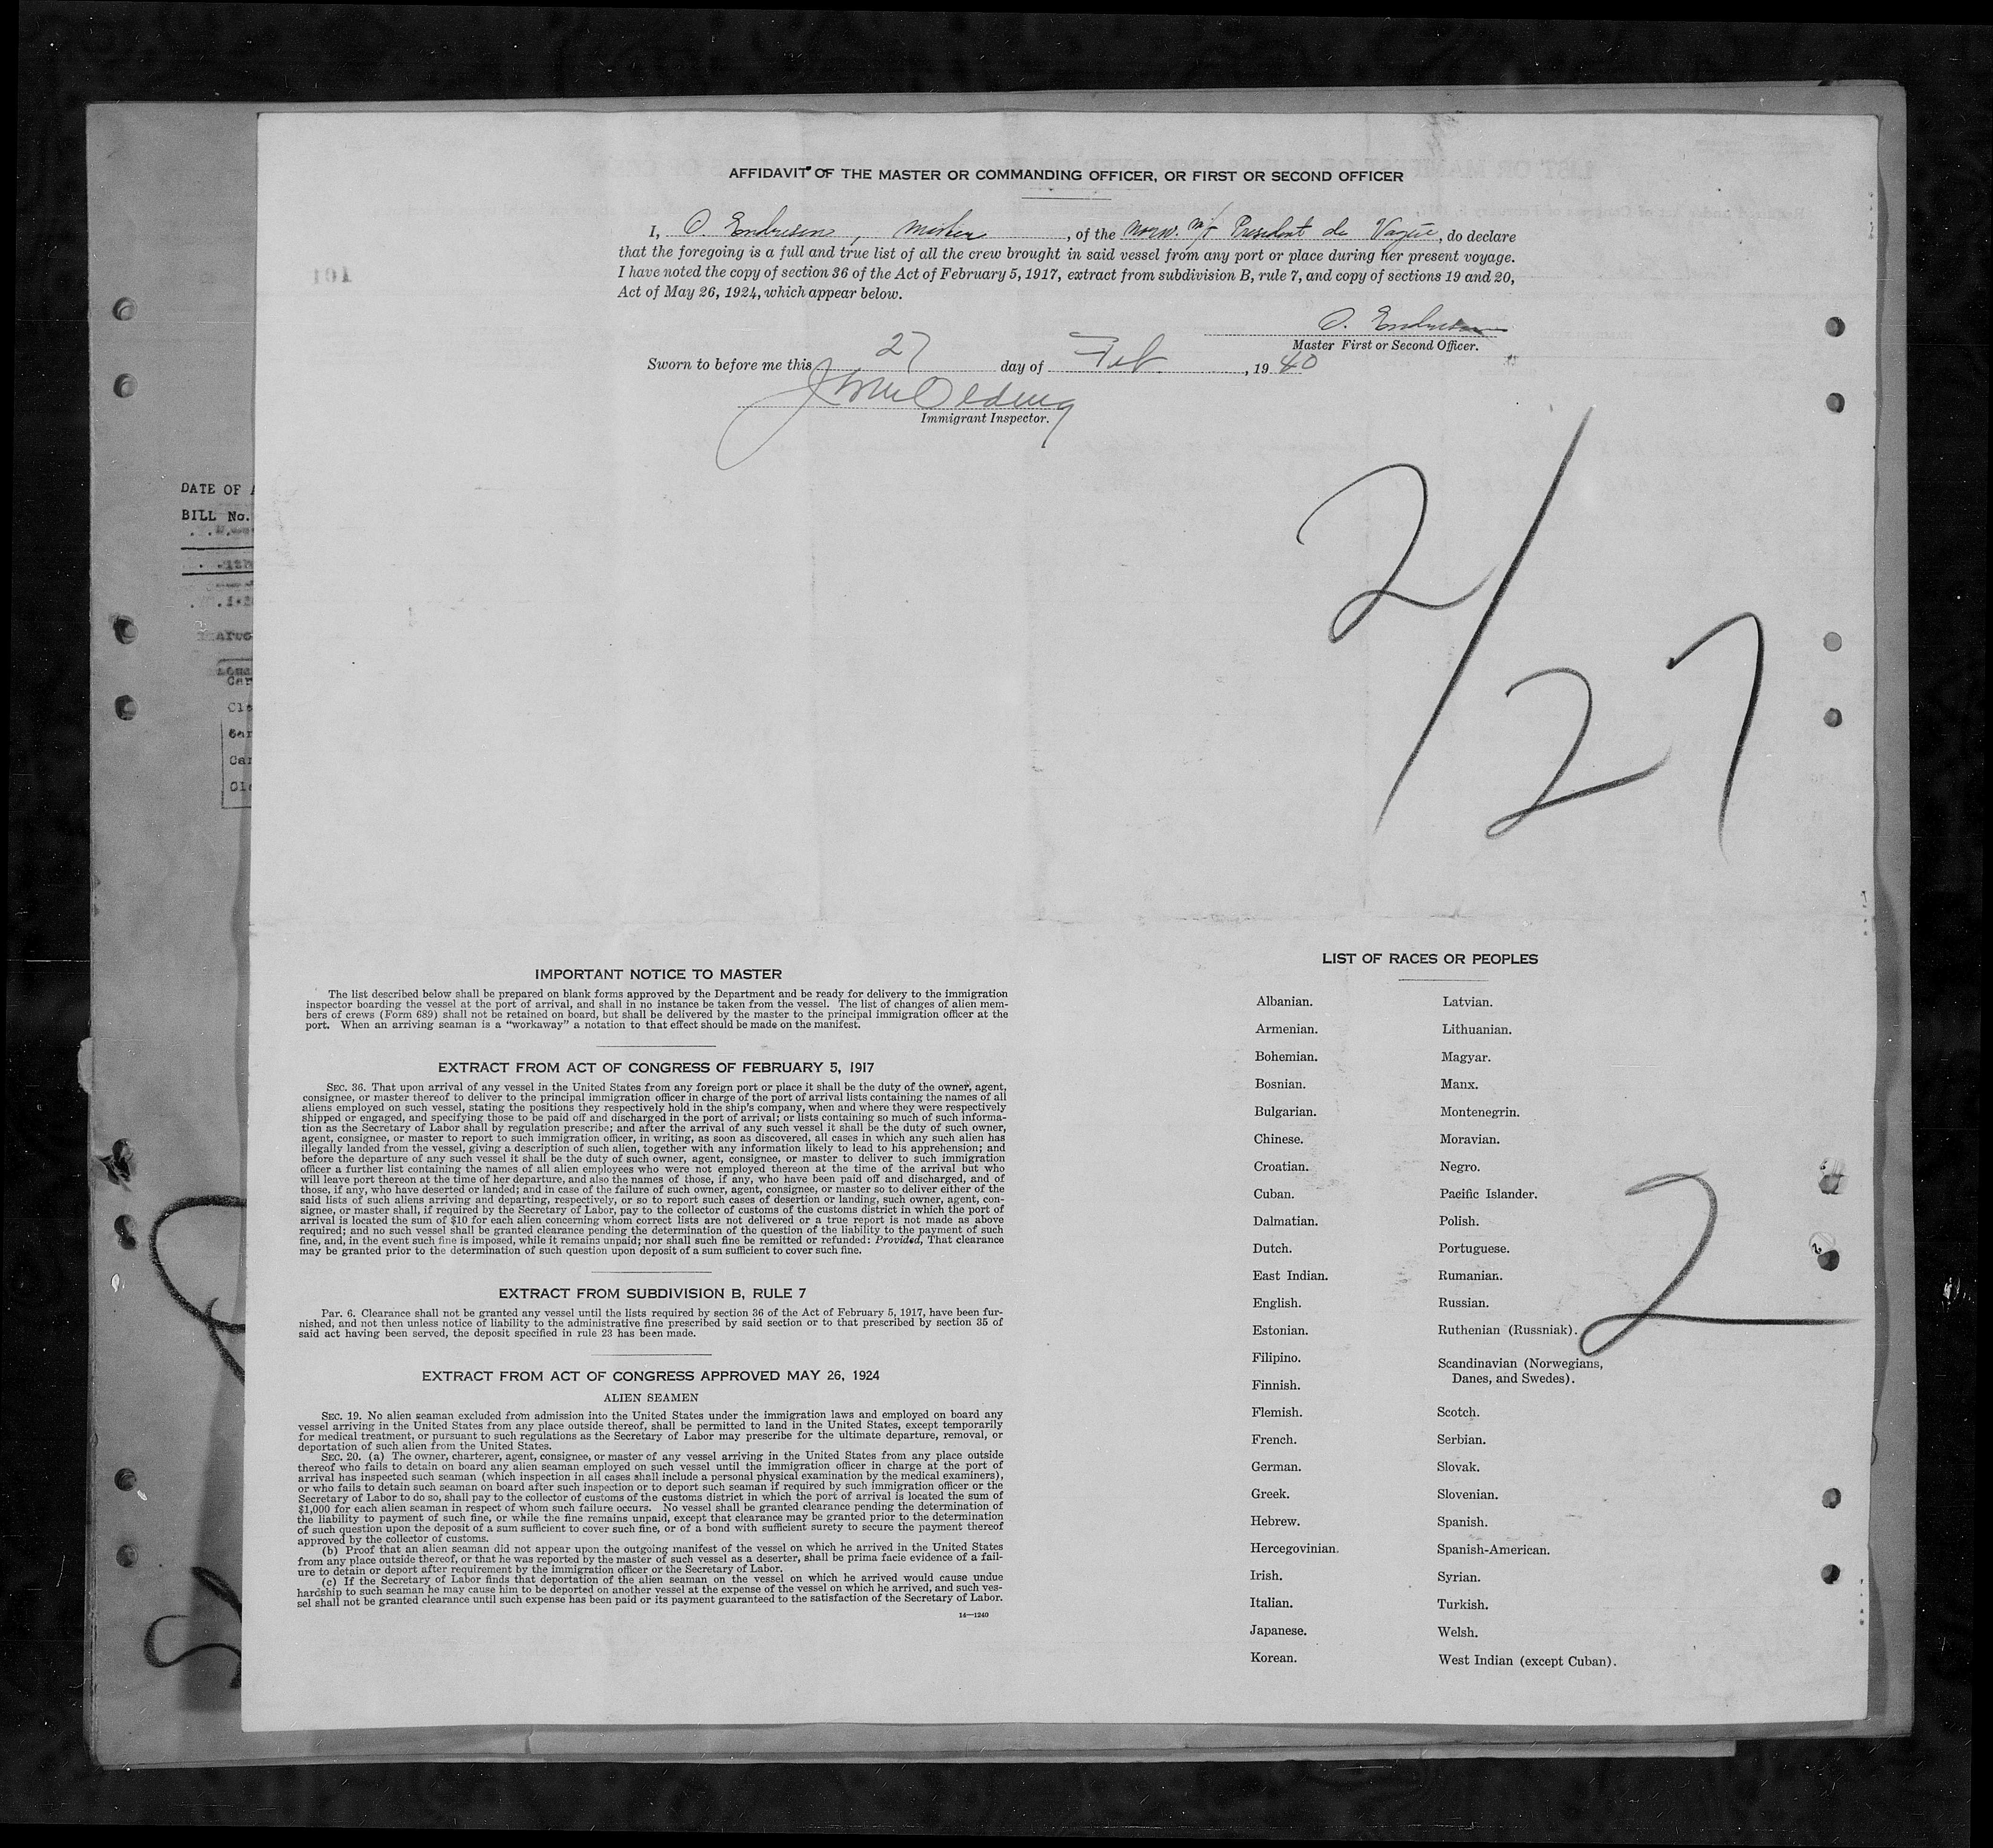 AFFIDAVIT OF THE MASTER OR COMMANDING OFFICER, OR FIRST OR SECOND OFFICER
I, O. Endresen, Master, of the Norw. M/T President de Vogüe, do declare
that the foregoing is a full and true list of all the crew brought in said vessel from any port or place during her present voyage.
I have noted the copy of section 36 of the Act of February 5, 1917, extract from subdivision B, rule 7, and copy of sections 19 and 20,
Act of May 26, 1924, which appear below.
O. Endresen
Master First or Second Officer.
Sworn to before me this 27 day of Feb, 1940
Immigrant Inspector.
2/27
DATE OF
BILL No.
Car
Cle
Car
Car
Cle
IMPORTANT NOTICE TO MASTER
The list described below shall be prepared on blank forms approved by the Department and be ready for delivery to the immigration
inspector boarding the vessel at the port of arrival, and shall in no instance be taken from the vessel. The list of changes of alien mem-
bers of crews (Form 689) shall not be retained on board, but shall be delivered by the master to the principal immigration officer at the
port. When an arriving seaman is a "workaway" a notation to that effect should be made on the manifest.
EXTRACT FROM ACT OF CONGRESS OF FEBRUARY 5, 1917
SEC. 36. That upon arrival of any vessel in the United States from any foreign port or place it shall be the duty of the owner, agent,
consignee, or master thereof to deliver to the principal immigration officer in charge of the port of arrival lists containing the names of all
aliens employed on such vessel, stating the positions they respectively hold in the ship's company, when and where they were respectively
shipped or engaged, and specifying those to be paid off and discharged in the port of arrival; or lists containing so much of such informa-
tion as the Secretary of Labor shall by regulation prescribe; and after the arrival of any such vessel it shall be the duty of such owner,
agent, consignee, or master to report to such immigration officer, in writing, as soon as discovered, all cases in which any such alien has
illegally landed from the vessel, giving a description of such alien, together with any information likely to lead to his apprehension; and
before the departure of any such vessel it shall be the duty of such owner, agent, consignee, or master to deliver to such immigration
officer a further list containing the names of all alien employees who were not employed thereon at the time of the arrival but who
will leave port thereon at the time of her departure, and also the names of those, if any, who have been paid off and discharged, and of
those, if any, who have deserted or landed; and in case of the failure of such owner, agent, consignee, or master so to deliver either of the
said lists of such aliens arriving and departing, respectively, or so to report such cases of desertion or landing, such owner, agent, con-
signee, or master shall, if required by the Secretary of Labor, pay to the collector of customs of the customs district in which the port of
arrival is located the sum of $10 for each alien concerning whom correct lists are not delivered or a true report is not made as above
required; and no such vessel shall be granted clearance pending the determination of the question of the liability to the payment of such
fine, and, in the event such fine is imposed, while it remains unpaid; nor shall such fine be remitted or refunded: Provided, That clearance
may be granted prior to the determination of such question upon deposit of a sum sufficient to cover such fine.
EXTRACT FROM SUBDIVISION B, RULE 7
Par. 6. Clearance shall not be granted any vessel until the lists required by section 36 of the Act of February 5, 1917, have been fur-
nished, and not then unless notice of liability to the administrative fine prescribed by said section or to that prescribed by section 35 of
said act having been served, the deposit specified in rule 23 has been made.
EXTRACT FROM ACT OF CONGRESS APPROVED MAY 26, 1924
ALIEN SEAMEN
SEC. 19. No alien seaman excluded from admission into the United States under the immigration laws and employed on board any
vessel arriving in the United States from any place outside thereof, shall be permitted to land in the United States, except temporarily
for medical treatment, or pursuant to such regulations as the Secretary of Labor may prescribe for the ultimate departure, removal, or
deportation of such alien from the United States.
SEC. 20. (a) The owner, charterer, agent, consignee, or master of any vessel arriving in the United States from any place outside
thereof who fails to detain on board any alien seaman employed on such vessel until the immigration officer in charge at the port of
arrival has inspected such seaman (which inspection in all cases shall include a personal physical examination by the medical examiners),
or who fails to detain such seaman on board after such inspection or to deport such seaman if required by such immigration officer or the
Secretary of Labor to do so, shall pay to the collector of customs of the customs district in which the port of arrival is located the sum of
$1,000 for each alien seaman in respect of whom such failure occurs. No vessel shall be granted clearance pending the determination of
the liability to payment of such fine, or while the fine remains unpaid, except that clearance may be granted prior to the determination
of such question upon the deposit of a sum sufficient to cover such fine, or of a bond with sufficient surety to secure the payment thereof
approved by the collector of customs.
(b) Proof that an alien seaman did not appear upon the outgoing manifest of the vessel on which he arrived in the United States
from any place outside thereof, or that he was reported by the master of such vessel as a deserter, shall be prima facie evidence of a fail-
ure to detain or deport after requirement by the immigration officer or the Secretary of Labor.
(c) If the Secretary of Labor finds that deportation of the alien seaman on the vessel on which he arrived would cause undue
hardship to such seaman he may cause him to be deported on another vessel at the expense of the vessel on which he arrived, and such ves-
sel shall not be granted clearance until such expense has been paid or its payment guaranteed to the satisfaction of the Secretary of Labor.
14—1240
LIST OF RACES OR PEOPLES
Albanian.
Armenian.
Bohemian.
Bosnian.
Bulgarian.
Chinese.
Croatian.
Cuban.
Dalmatian.
Dutch.
East Indian.
English.
Estonian.
Filipino.
Finnish.
Flemish.
French.
German.
Greek.
Hebrew.
Hercegovinian.
Irish.
Italian.
Japanese.
Korean.
Latvian.
Lithuanian.
Magyar.
Manx.
Montenegrin.
Moravian.
Negro.
Pacific Islander.
Polish.
Portuguese.
Rumanian.
Russian.
Ruthenian (Russniak).
Scandinavian (Norwegians,
Danes, and Swedes).
Scotch.
Serbian.
Slovak.
Slovenian.
Spanish.
Spanish-American.
Syrian.
Turkish.
Welsh.
West Indian (except Cuban).
2